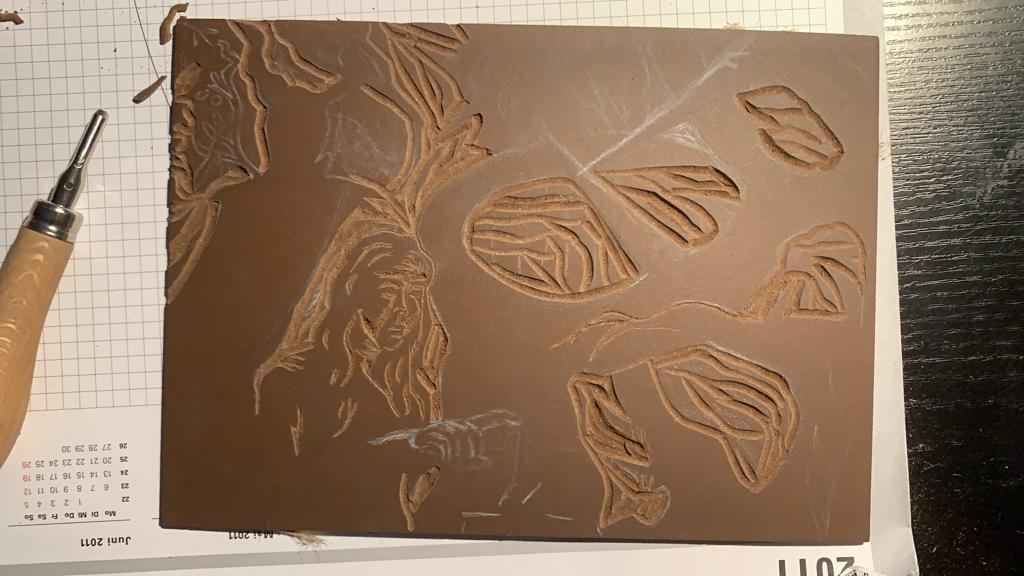 2011
Mai 2011
Juni 2011
Mo Di Mi Do Fr Sa So
22 1 2 3 4 5
23 6 7 8 9 10 11 12
24 13 14 15 16 17 18 19
25 20 21 22 23 24 25 26
26 27 28 29 30